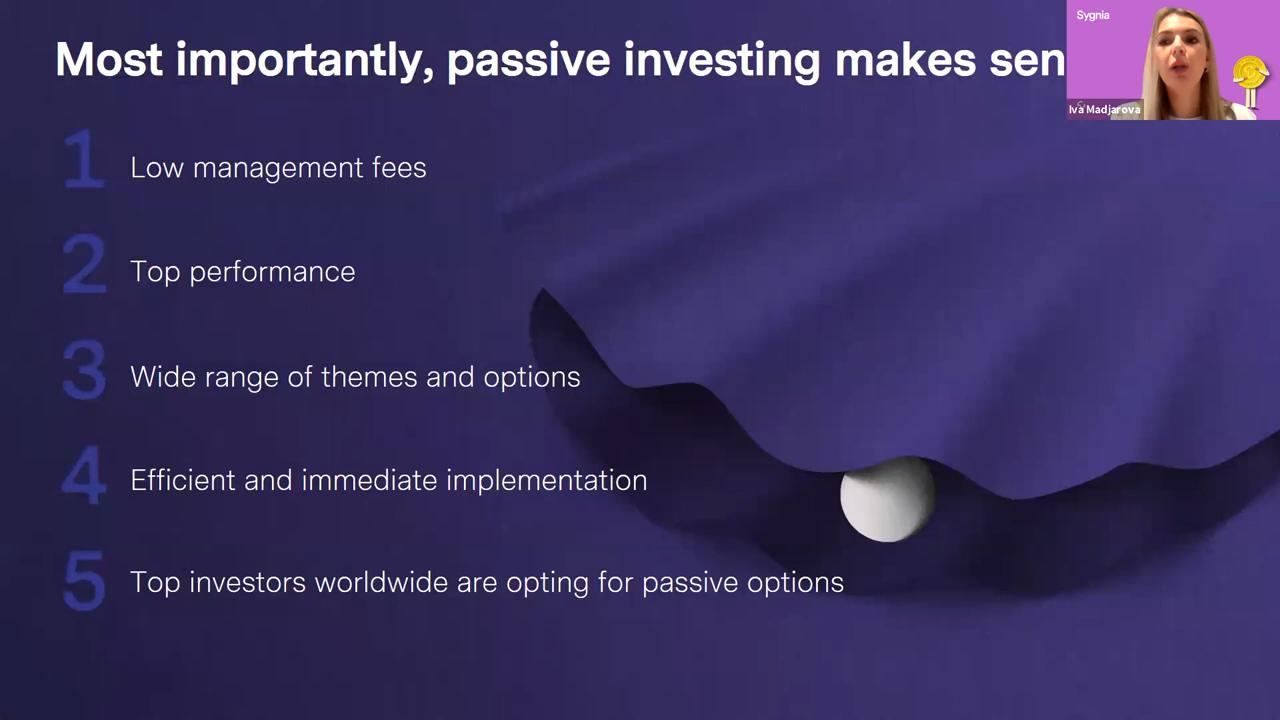 Most importantly, passive investing makes sen
Sygnia
Iva Madjarova
1 Low management fees
2 Top performance
3 Wide range of themes and options
4 Efficient and immediate implementation
5 Top investors worldwide are opting for passive options